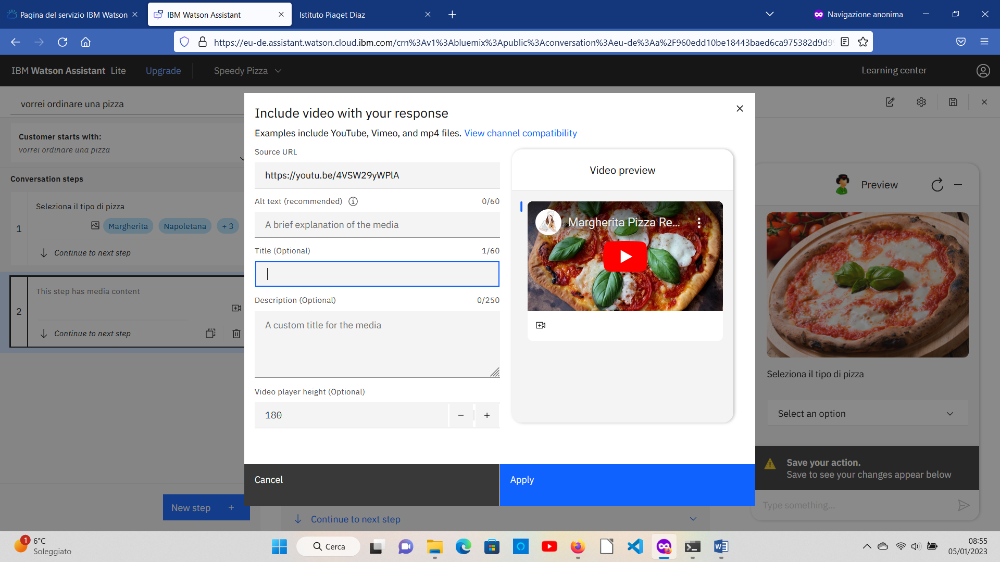 Pagina del servizio IBM Watson
IBM Watson Assistant
Istituto Piaget Diaz
Navigazione anonima
https://eu-de.assistant.watson.cloud.ibm.com/crn%3Av1%3Abluemix%3Apublic%3Aconversation%3Aeu-de%3Aa%2F960edd10be18443baed6ca975382d9d9
IBM Watson Assistant Lite
Upgrade
Speedy Pizza
Learning center
vorrei ordinare una pizza
Customer starts with:
vorrei ordinare una pizza
Conversation steps
1
Seleziona il tipo di pizza
Margherita
Napoletana
+ 3
Continue to next step
2
This step has media content
Continue to next step
New step +
Include video with your response
Examples include YouTube, Vimeo, and mp4 files. View channel compatibility
Source URL
https://youtu.be/4VSW29yWPlA
Alt text (recommended)
0/60
A brief explanation of the media
Title (Optional)
1/60
Description (Optional)
0/250
A custom title for the media
Video player height (Optional)
180
Video preview
Margherita Pizza Re...
Cancel
Apply
Continue to next step
Preview
Seleziona il tipo di pizza
Select an option
Save your action.
Save to see your changes appear below
Type something...
1
6°C
Soleggiato
Cerca
08:55
05/01/2023